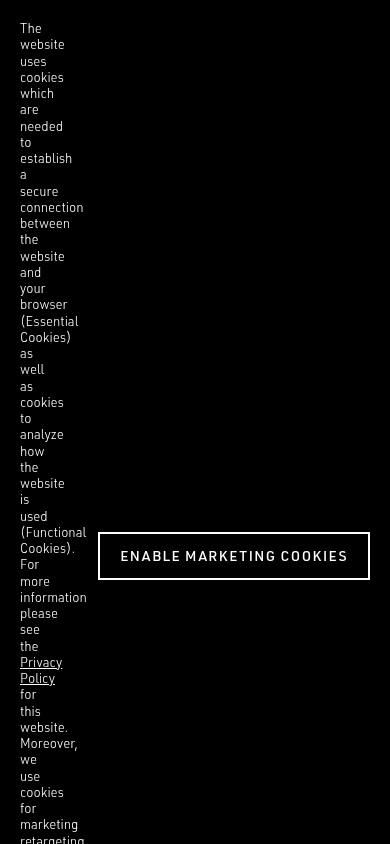 The
website
uses
cookies
which
are
needed
to
establish
a
secure
connection
between
the
website
and
your
browser
(Essential
Cookies)
as
well
as
cookies
to
analyze
how
the
website
is
used
(Functional
Cookies).
For
more
information
please
see
the
Privacy
Policy
for
this
website.
Moreover,
we
use
cookies
for
marketing
retargeting
ENABLE MARKETING COOKIES